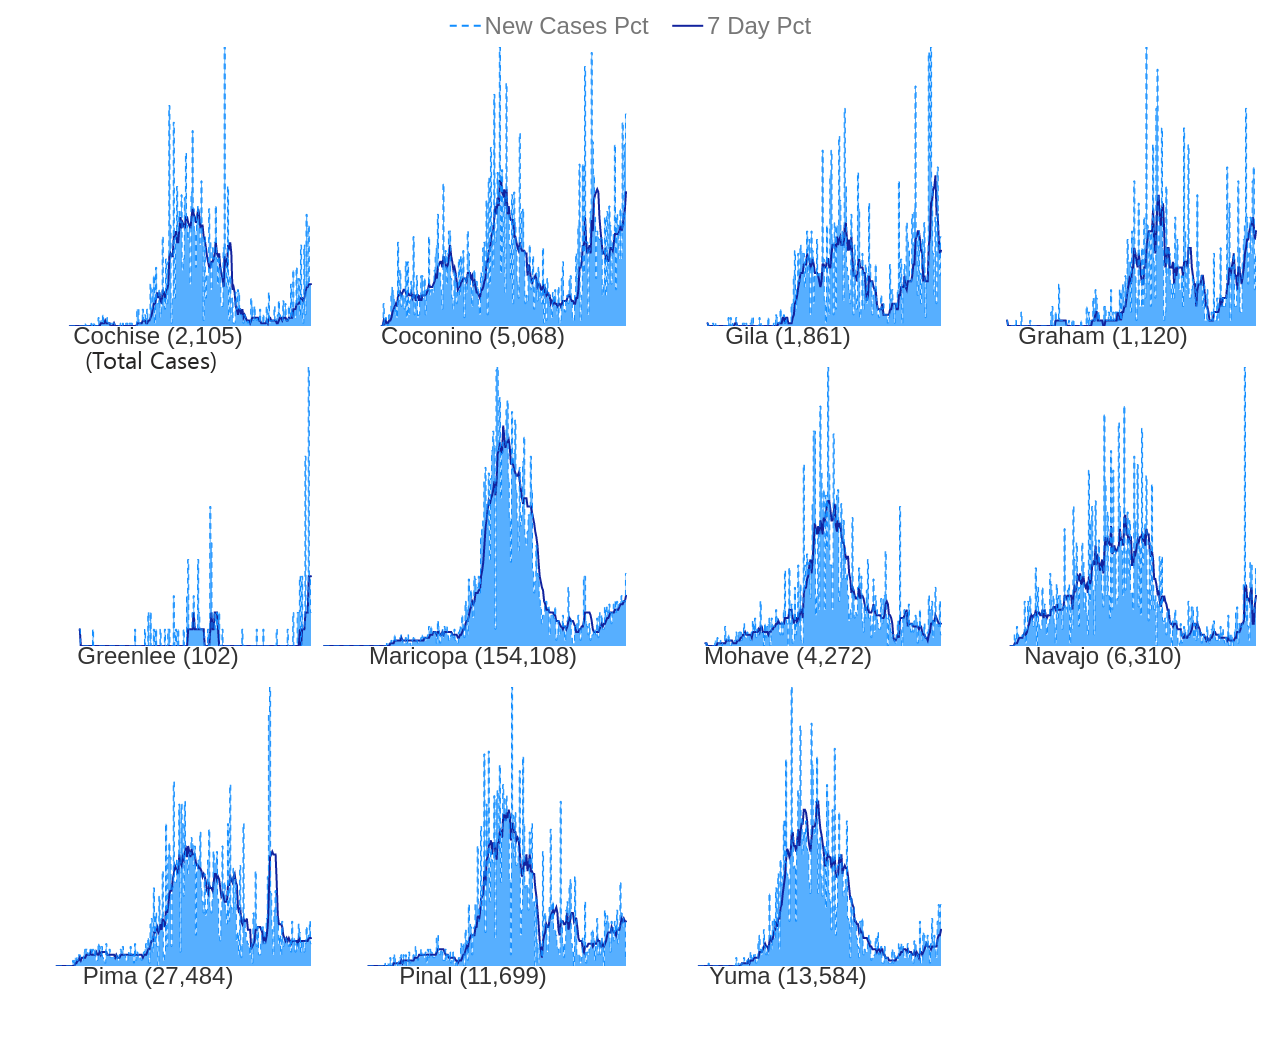 New Cases Pct 7 Day Pct
Cochise (2,105) Coconino (5,068) Gila (1,861) Graham (1,120)
(Total Cases)
Greenlee (102) Maricopa (154,108) Mohave (4,272) Navajo (6,310)
Pima (27,484) Pinal (11,699) Yuma (13,584)